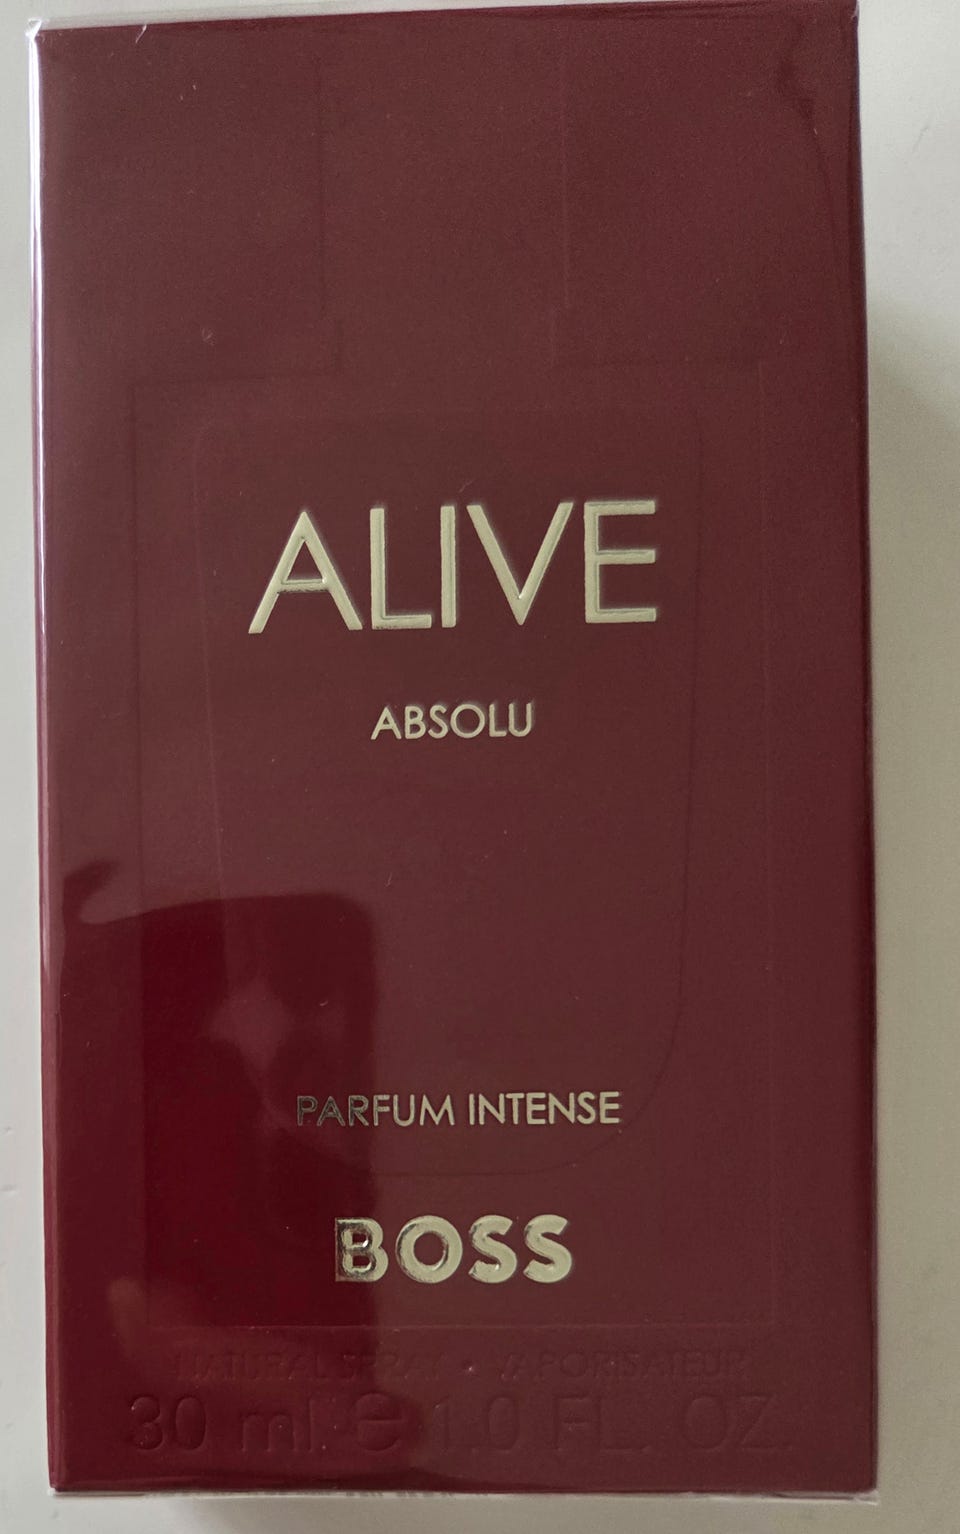 ALIVE
ABSOLU
PARFUM INTENSE
BOSS
NATURAL SPRAY • VAPORISATEUR
30 ml ℮ 1.0 FL. OZ.